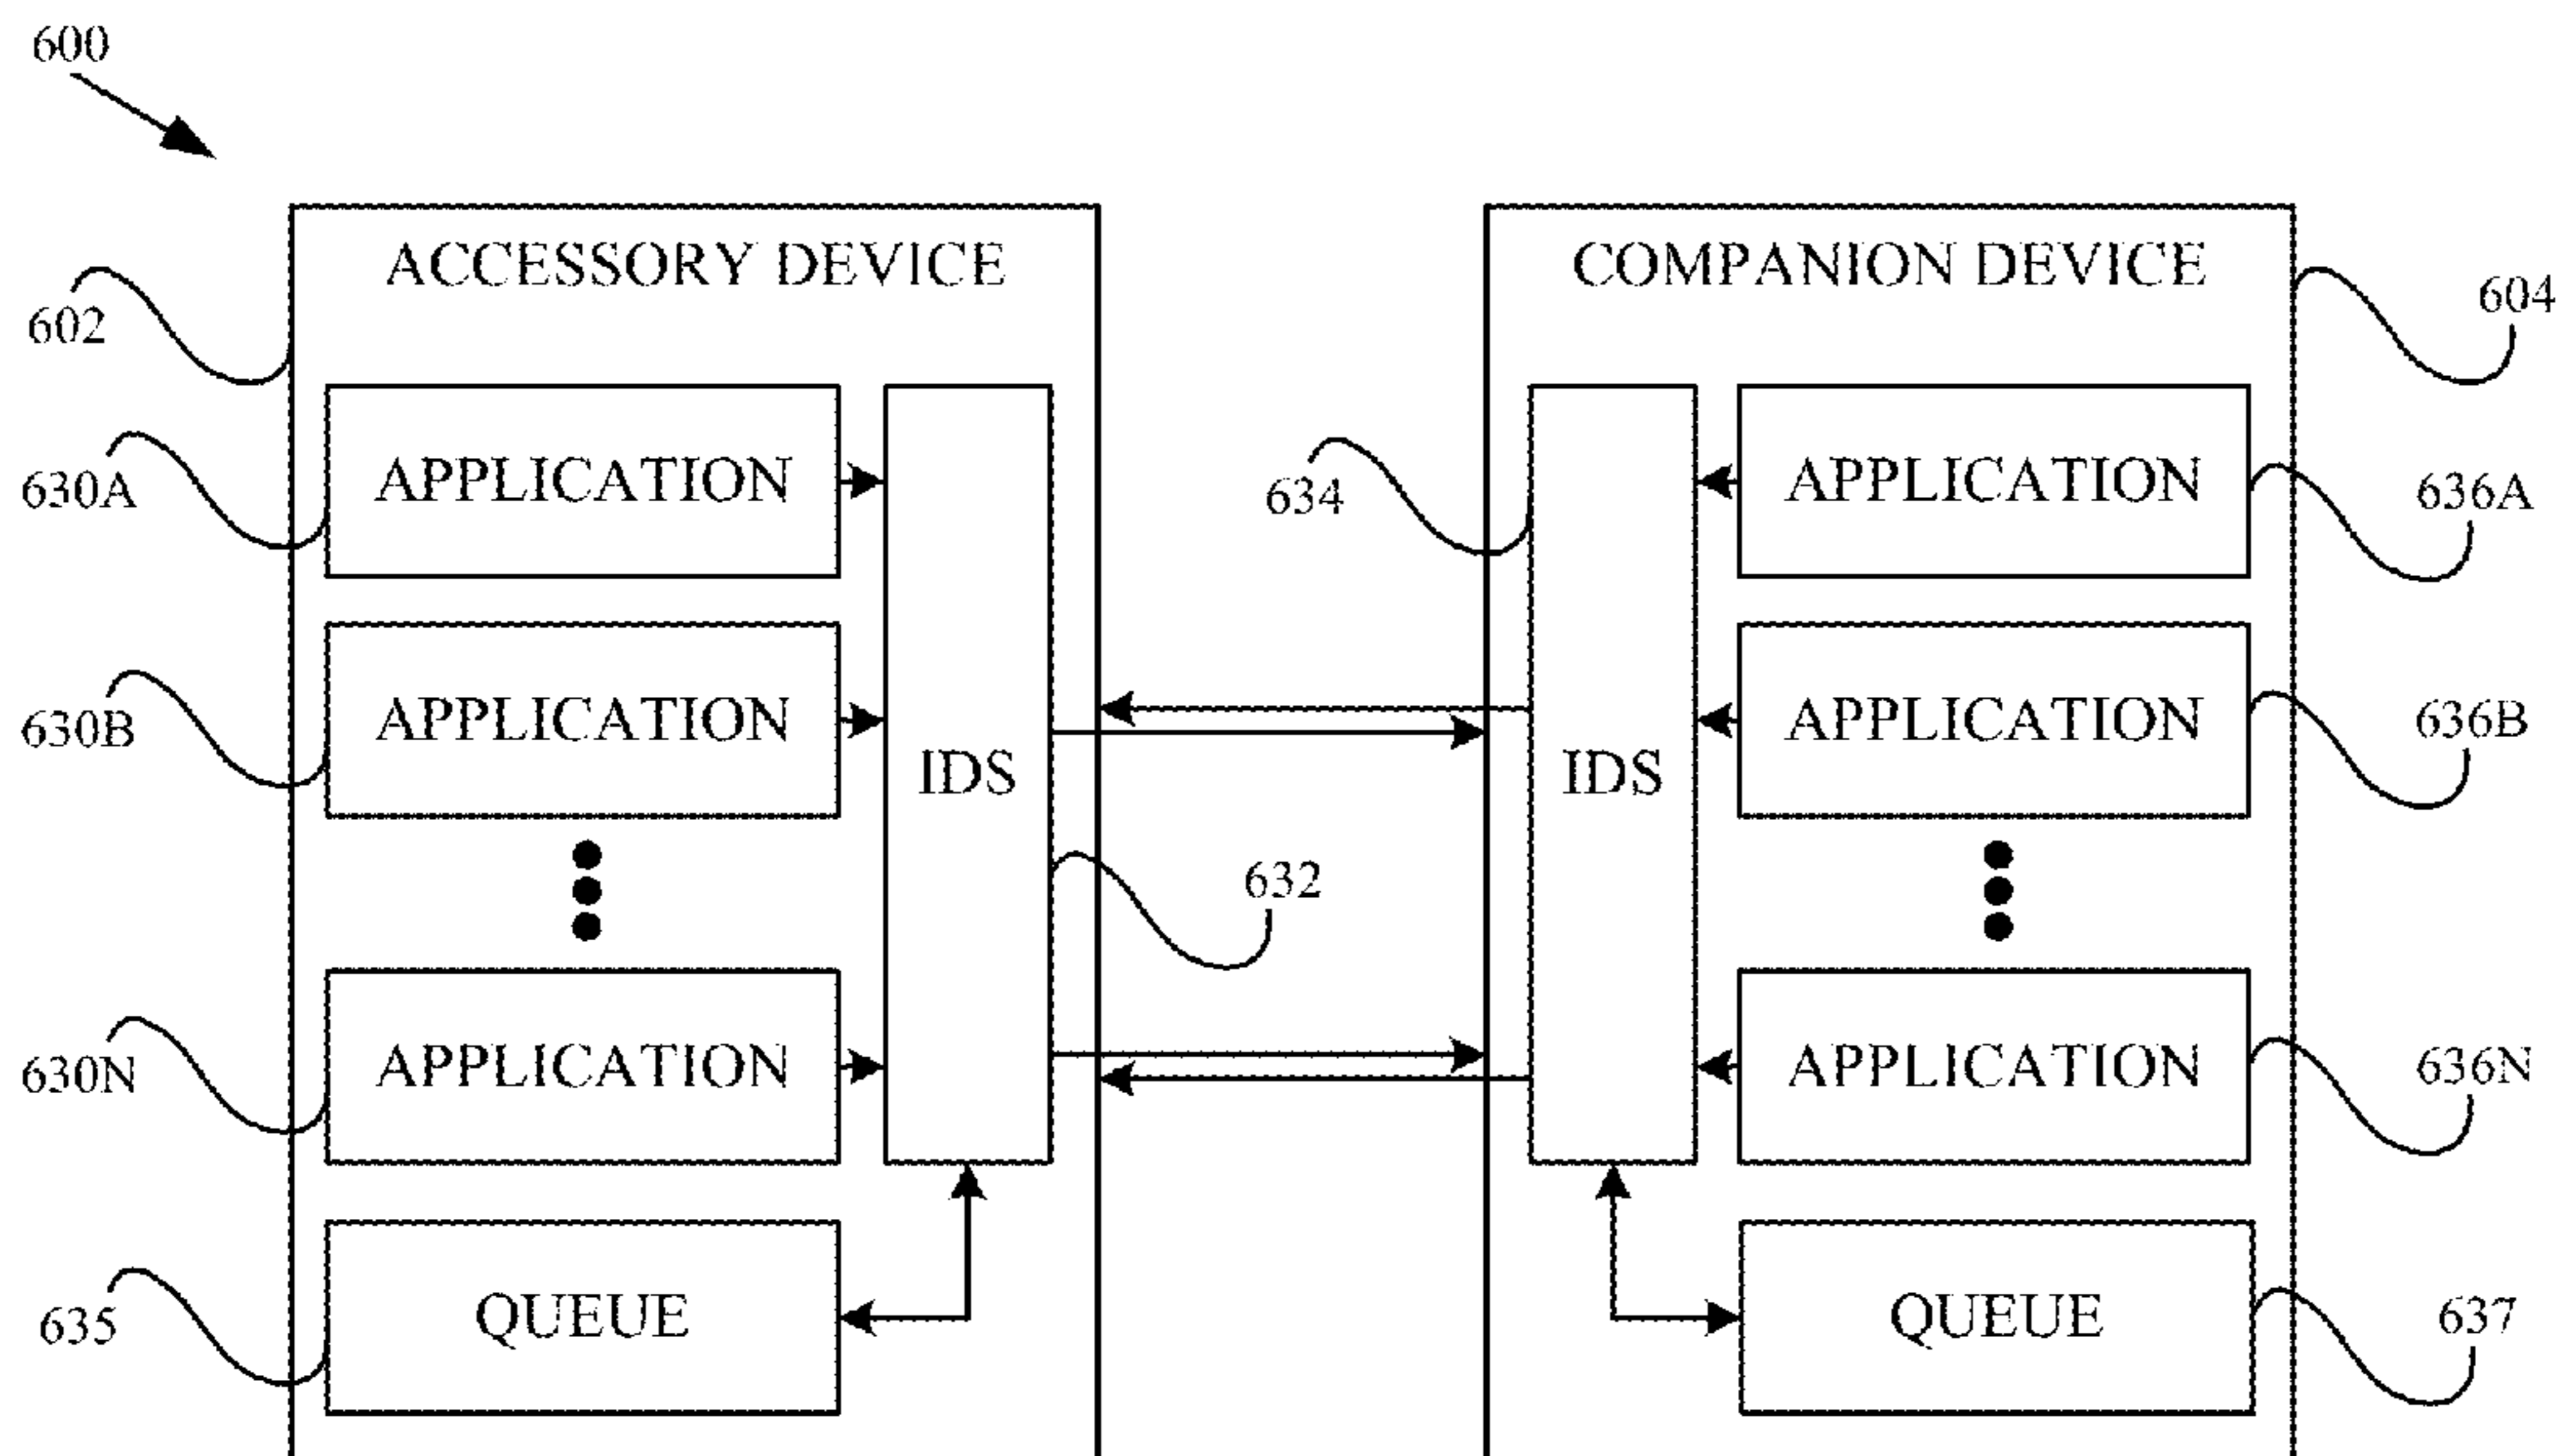 600
ACCESSORY DEVICE
COMPANION DEVICE
602
604
630A
APPLICATION
634
APPLICATION
636A
630B
APPLICATION
IDS
IDS
APPLICATION
636B
632
630N
APPLICATION
APPLICATION
636N
635
QUEUE
QUEUE
637